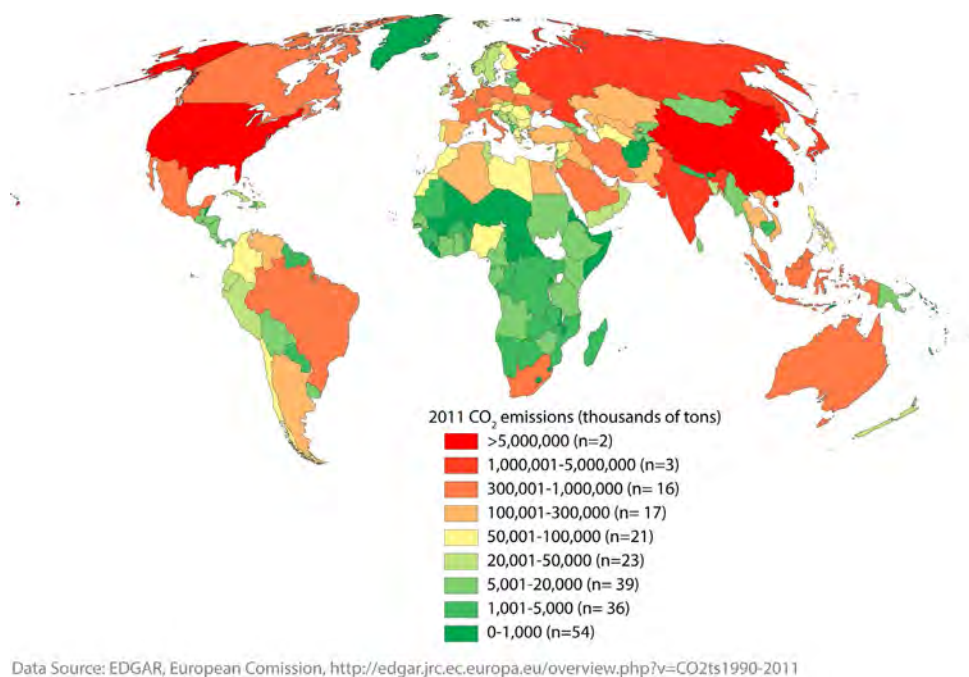 2011 CO₂ emissions (thousands of tons)
>5,000,000 (n=2)
1,000,001-5,000,000 (n=3)
300,001-1,000,000 (n= 16)
100,001-300,000 (n= 17)
50,001-100,000 (n=21)
20,001-50,000 (n=23)
5,001-20,000 (n= 39)
1,001-5,000 (n= 36)
0-1,000 (n=54)
Data Source: EDGAR, European Comission, http://edgar.jrc.ec.europa.eu/overview.php?v=CO2ts1990-2011